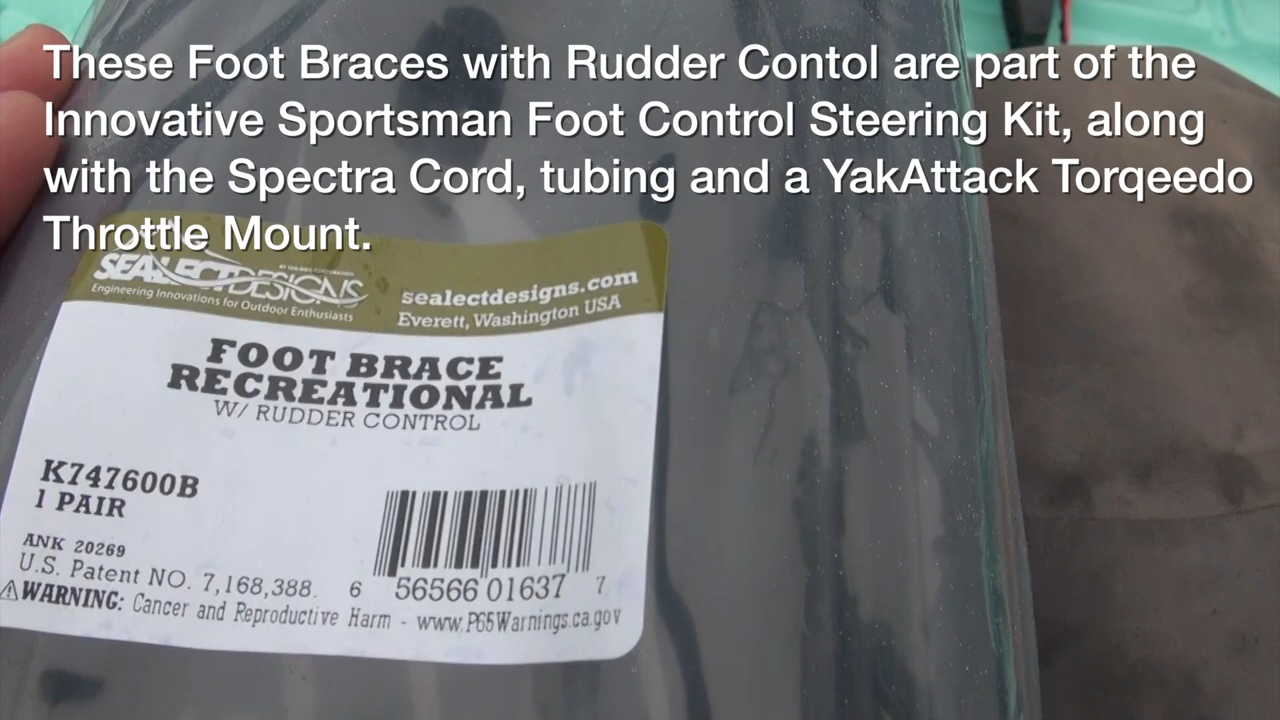 These Foot Braces with Rudder Contol are part of the
Innovative Sportsman Foot Control Steering Kit, along
with the Spectra Cord, tubing and a YakAttack Torqeedo
Throttle Mount.
SEALECT DESIGNS
Engineering Innovations for Outdoor Enthusiasts
sealectdesigns.com
Everett, Washington USA
FOOT BRACE
RECREATIONAL
W/ RUDDER CONTROL
K747600B
1 PAIR
ANK 20269
U.S. Patent NO. 7,168,388.
6 56566 01637 7
WARNING: Cancer and Reproductive Harm - www.P65Warnings.ca.gov